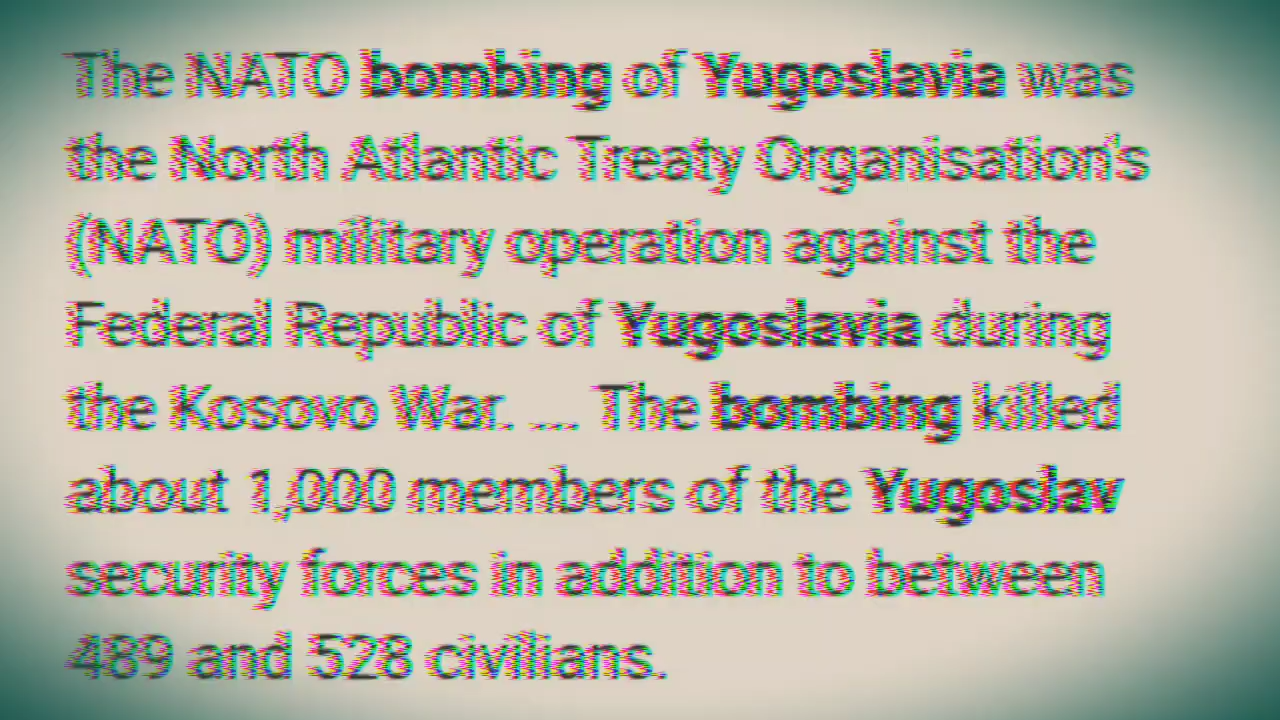 The NATO bombing of Yugoslavia was
the North Atlantic Treaty Organisation's
(NATO) military operation against the
Federal Republic of Yugoslavia during
the Kosovo War. ... The bombing killed
about 1,000 members of the Yugoslav
security forces in addition to between
489 and 528 civilians.